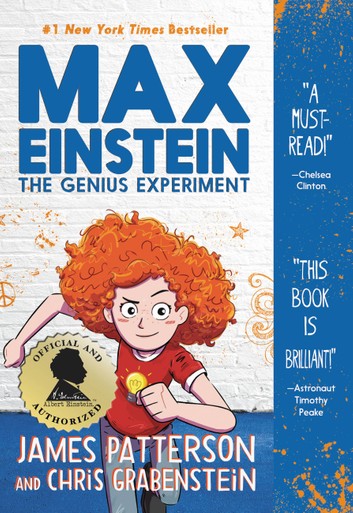 #1 New York Times Bestseller
MAX
EINSTEIN
THE GENIUS EXPERIMENT
"A
MUST-
READ!"
—Chelsea
Clinton
"THIS
BOOK
IS
BRILLIANT!"
—Astronaut
Timothy
Peake
OFFICIAL AND
Albert Einstein™
AUTHORIZED
JAMES PATTERSON
AND CHRIS GRABENSTEIN